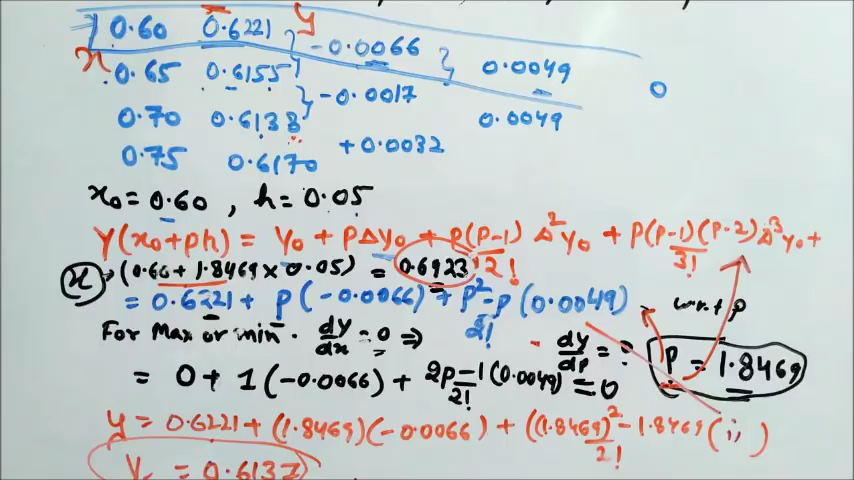 0.60 0.6221 y
-0.0066
x 0.65 0.6155 0.0049
-0.0017 0
0.70 0.6138 0.0049
0.75 0.6170 +0.0032
x₀ = 0.60 , h = 0.05
y(x₀+ph) = y₀ + pΔy₀ + p(p-1)/2! Δ²y₀ + p(p-1)(p-2)/3! Δ³y₀ +
x → (0.60 + 1.8469 × 0.05) = 0.6923
= 0.6221 + p(-0.0066) + p²-p/2! (0.0049) w.r.t p
For Max or min. dy/dx = 0 ⇒ dy/dp = ? p = 1.8469
= 0 + 1(-0.0066) + 2p-1/2! (0.0049) = 0
y = 0.6221 + (1.8469)(-0.0066) + ((1.8469)² - 1.8469/2! ( )
= 0.6137